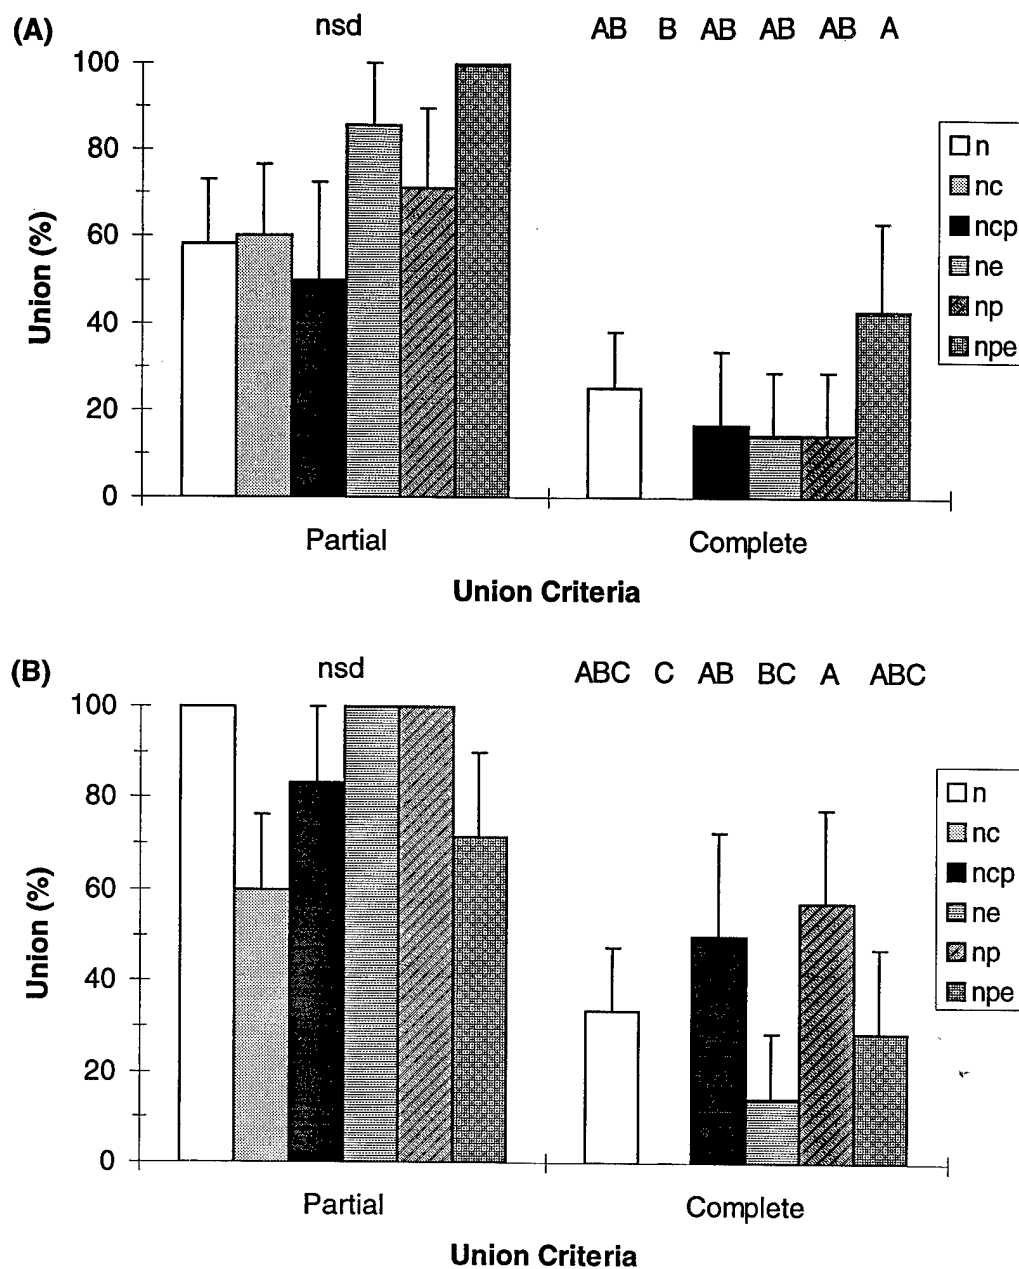 (A) nsd AB B AB AB AB A
100
80
60
40
20
0
Union (%)
Partial Complete
Union Criteria
n
nc
ncp
ne
np
npe
(B) nsd ABC C AB BC A ABC
100
80
60
40
20
0
Union (%)
Partial Complete
Union Criteria
n
nc
ncp
ne
np
npe